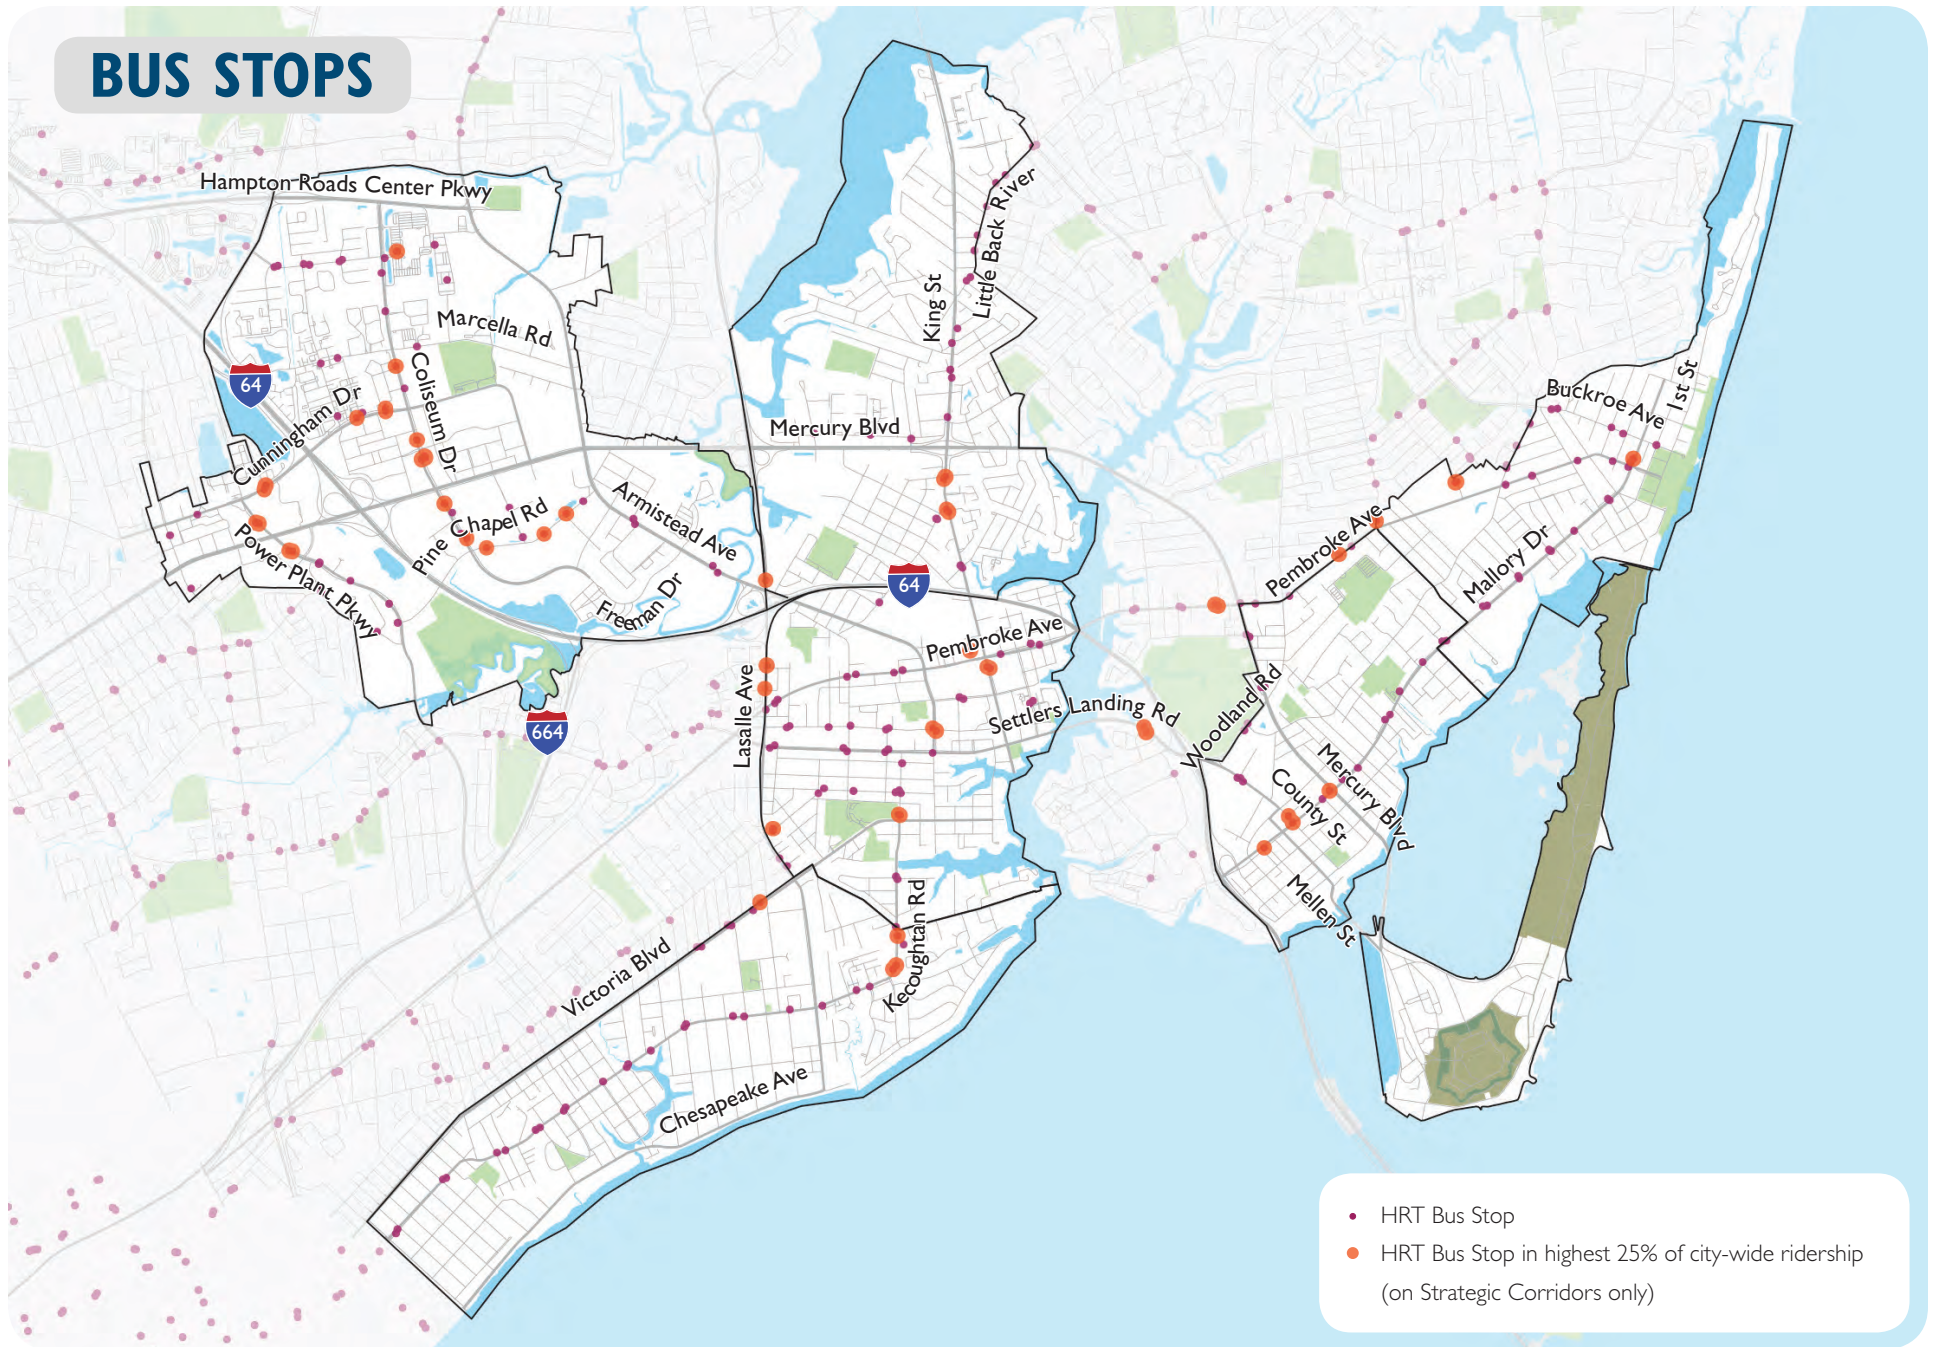 BUS STOPS
Hampton Roads Center Pkwy
Little Back River
King St
Marcella Rd
64
Coliseum Dr
Cunningham Dr
Mercury Blvd
Buckroe Ave
1st St
Pine Chapel Rd
Armistead Ave
Power Plant Pkwy
Freeman Dr
64
Pembroke Ave
Mallory Dr
Pembroke Ave
Lasalle Ave
Settlers Landing Rd
Woodland Rd
664
Mercury Blvd
County St
Mellen St
Victoria Blvd
Kecoughtan Rd
Chesapeake Ave
HRT Bus Stop
HRT Bus Stop in highest 25% of city-wide ridership
(on Strategic Corridors only)